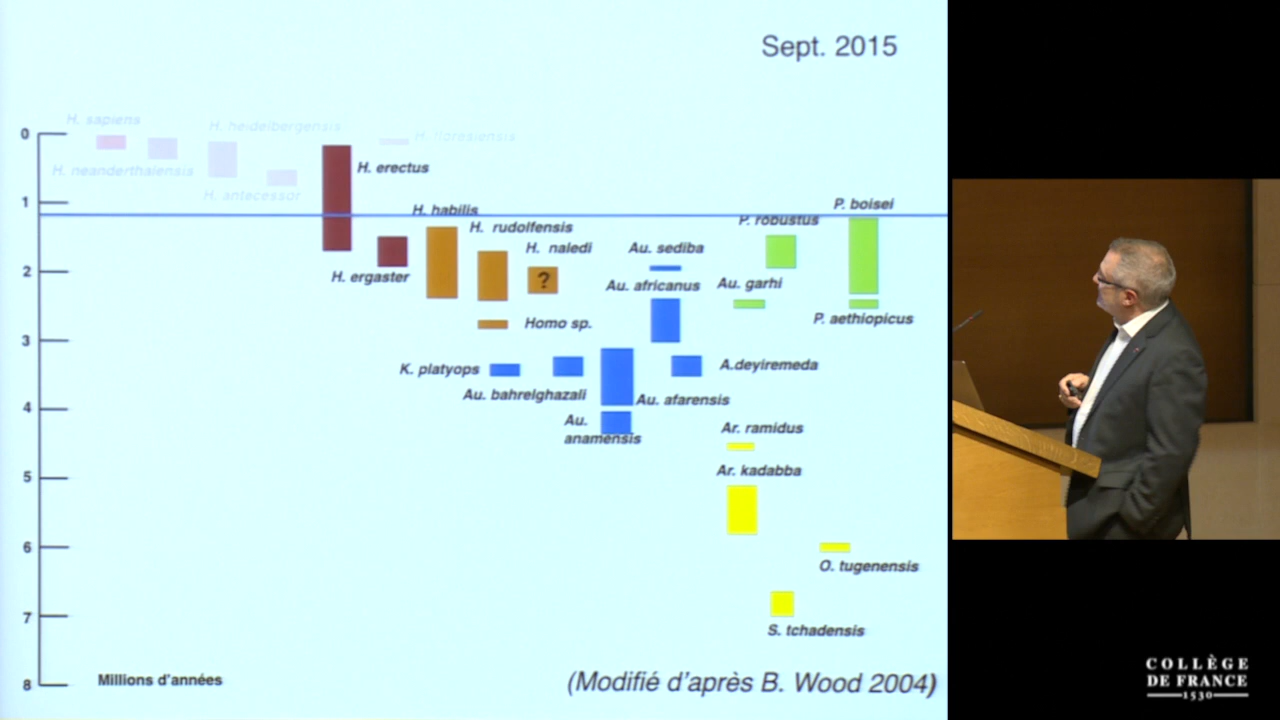 Sept. 2015
H. sapiens
H. heidelbergensis
H. floresiensis
0
H. neanderthalensis
H. erectus
H. antecessor
1
H. habilis
P. boisei
P. robustus
H. rudolfensis
H. naledi
Au. sediba
2
H. ergaster
?
Au. africanus
Au. garhi
Homo sp.
P. aethiopicus
3
K. platyops
A.deyiremeda
Au. bahrelghazali
Au. afarensis
4
Au.
anamensis
Ar. ramidus
Ar. kadabba
5
6
O. tugenensis
7
S. tchadensis
8
Millions d'années
(Modifié d'après B. Wood 2004)
COLLÈGE
DE FRANCE
1530